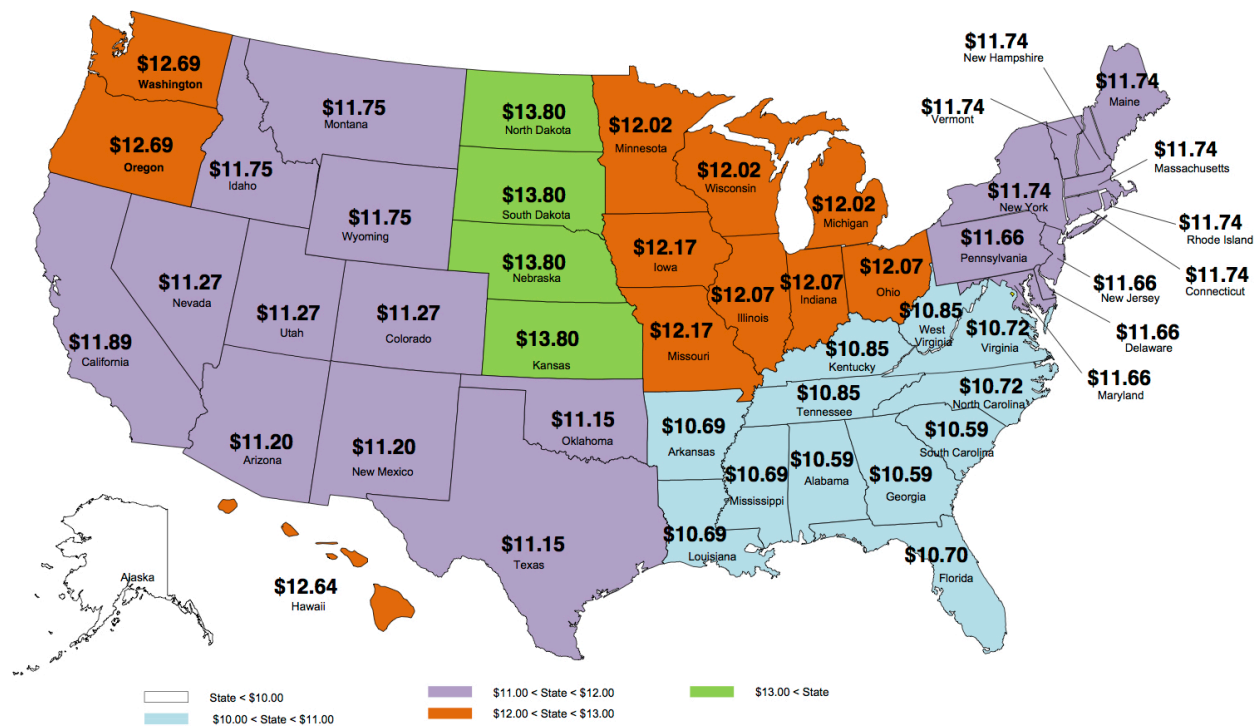 $12.69
Washington
$12.69
Oregon
$11.75
Montana
$11.75
Idaho
$11.75
Wyoming
$13.80
North Dakota
$13.80
South Dakota
$13.80
Nebraska
$13.80
Kansas
$12.02
Minnesota
$12.02
Wisconsin
$12.02
Michigan
$12.17
Iowa
$12.17
Missouri
$12.07
Illinois
$12.07
Indiana
$12.07
Ohio
$11.74
New Hampshire
$11.74
Vermont
$11.74
Maine
$11.74
Massachusetts
$11.74
New York
$11.74
Rhode Island
$11.74
Connecticut
$11.66
Pennsylvania
$11.66
New Jersey
$11.66
Delaware
$11.66
Maryland
$11.27
Nevada
$11.27
Utah
$11.27
Colorado
$11.89
California
$11.20
Arizona
$11.20
New Mexico
$11.15
Oklahoma
$11.15
Texas
$10.85
West
Virginia
$10.72
Virginia
$10.85
Kentucky
$10.85
Tennessee
$10.72
North Carolina
$10.69
Arkansas
$10.59
South Carolina
$10.69
Mississippi
$10.59
Alabama
$10.59
Georgia
$10.69
Louisiana
$10.70
Florida
Alaska
$12.64
Hawaii
State < $10.00
$10.00 < State < $11.00
$11.00 < State < $12.00
$12.00 < State < $13.00
$13.00 < State